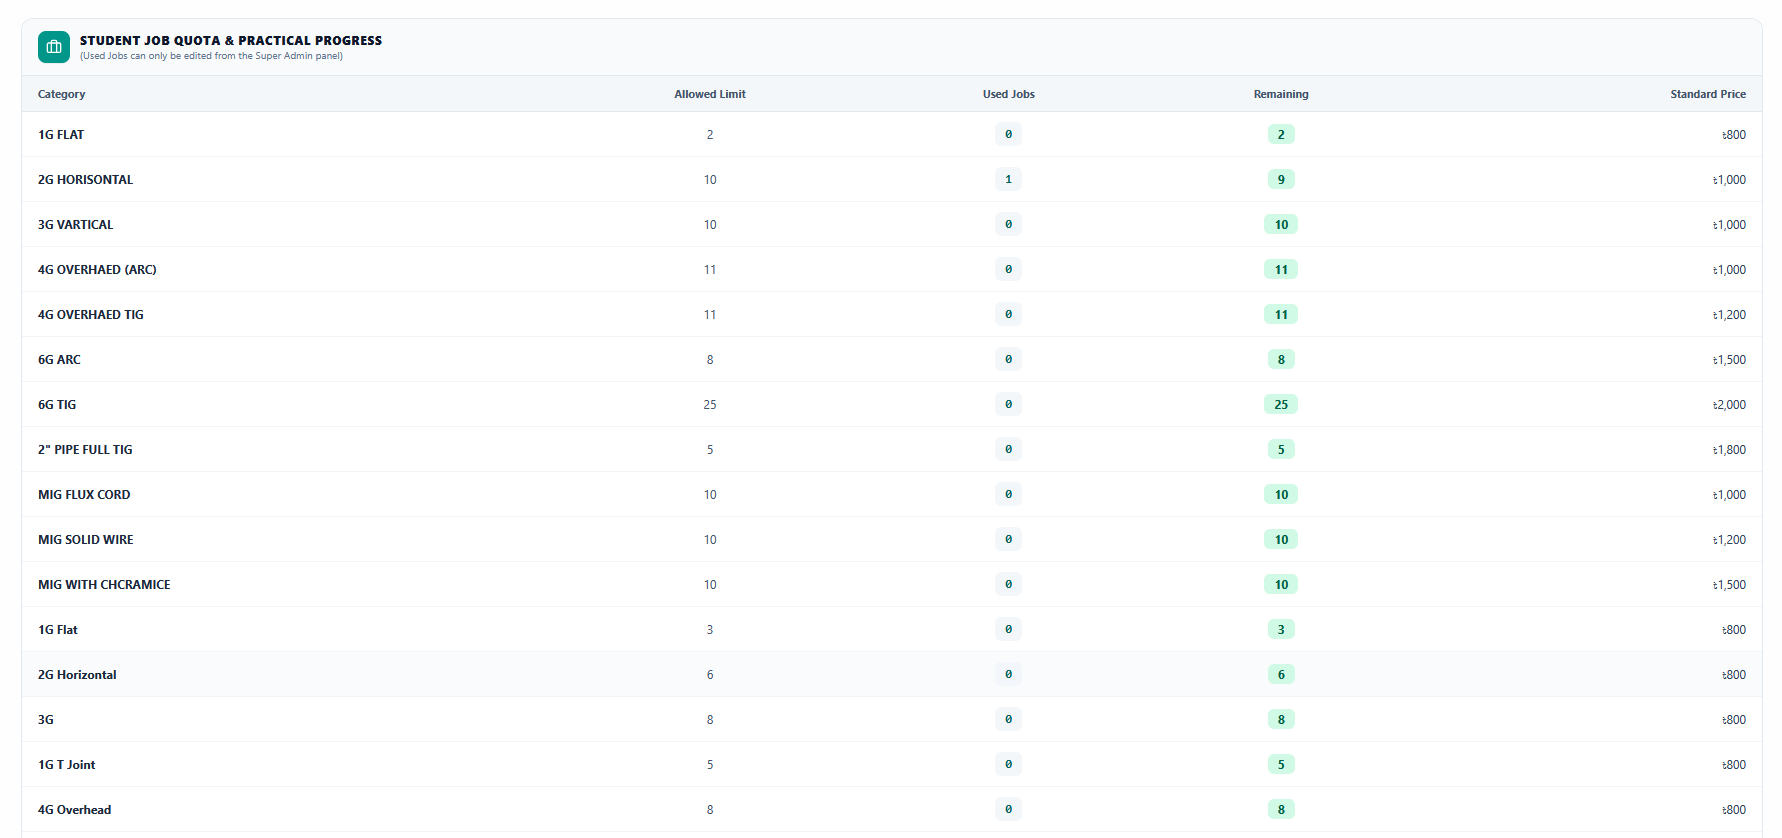 STUDENT JOB QUOTA & PRACTICAL PROGRESS
(Used Jobs can only be edited from the Super Admin panel)
Category Allowed Limit Used Jobs Remaining Standard Price
1G FLAT 2 0 2 ৳800
2G HORISONTAL 10 1 9 ৳1,000
3G VARTICAL 10 0 10 ৳1,000
4G OVERHAED (ARC) 11 0 11 ৳1,000
4G OVERHAED TIG 11 0 11 ৳1,200
6G ARC 8 0 8 ৳1,500
6G TIG 25 0 25 ৳2,000
2" PIPE FULL TIG 5 0 5 ৳1,800
MIG FLUX CORD 10 0 10 ৳1,000
MIG SOLID WIRE 10 0 10 ৳1,200
MIG WITH CHCRAMICE 10 0 10 ৳1,500
1G Flat 3 0 3 ৳800
2G Horizontal 6 0 6 ৳800
3G 8 0 8 ৳800
1G T Joint 5 0 5 ৳800
4G Overhead 8 0 8 ৳800